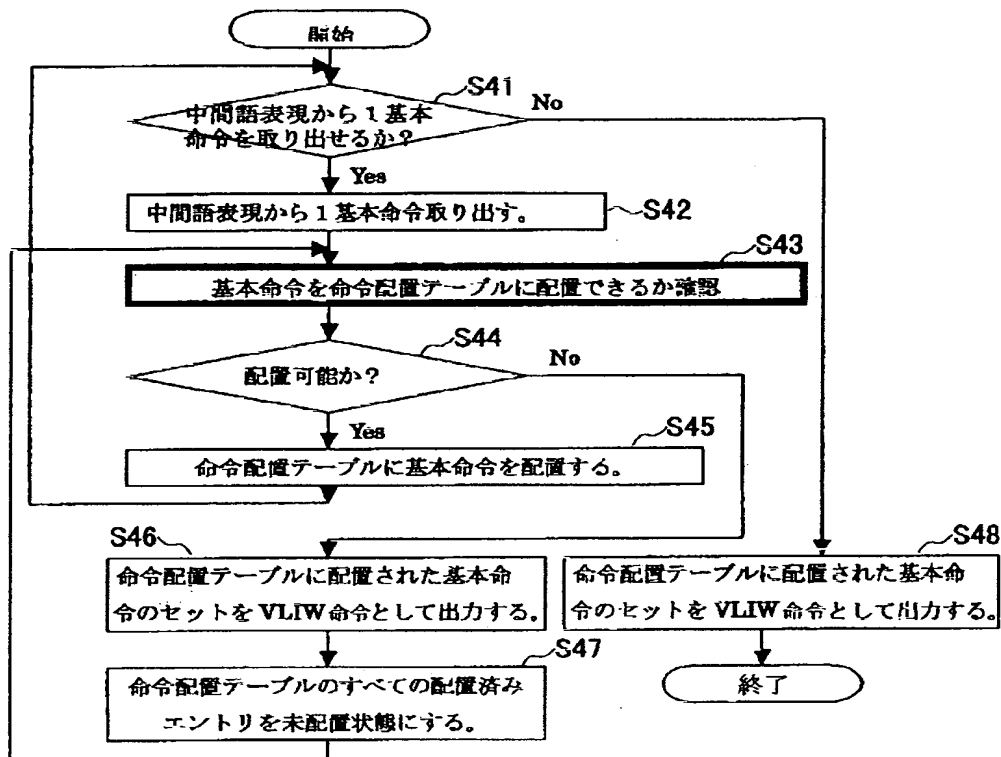 開始
S41
No
中間語表現から1基本
命令を取り出せるか？
Yes
中間語表現から1基本命令取り出す。
S42
S43
基本命令を命令配置テーブルに配置できるか確認
S44
No
配置可能か？
Yes
S45
命令配置テーブルに基本命令を配置する。
S46
命令配置テーブルに配置された基本命
令のセットをVLIW命令として出力する。
S48
命令配置テーブルに配置された基本命
令のセットをVLIW命令として出力する。
S47
命令配置テーブルのすべての配置済み
エントリを未配置状態にする。
終了